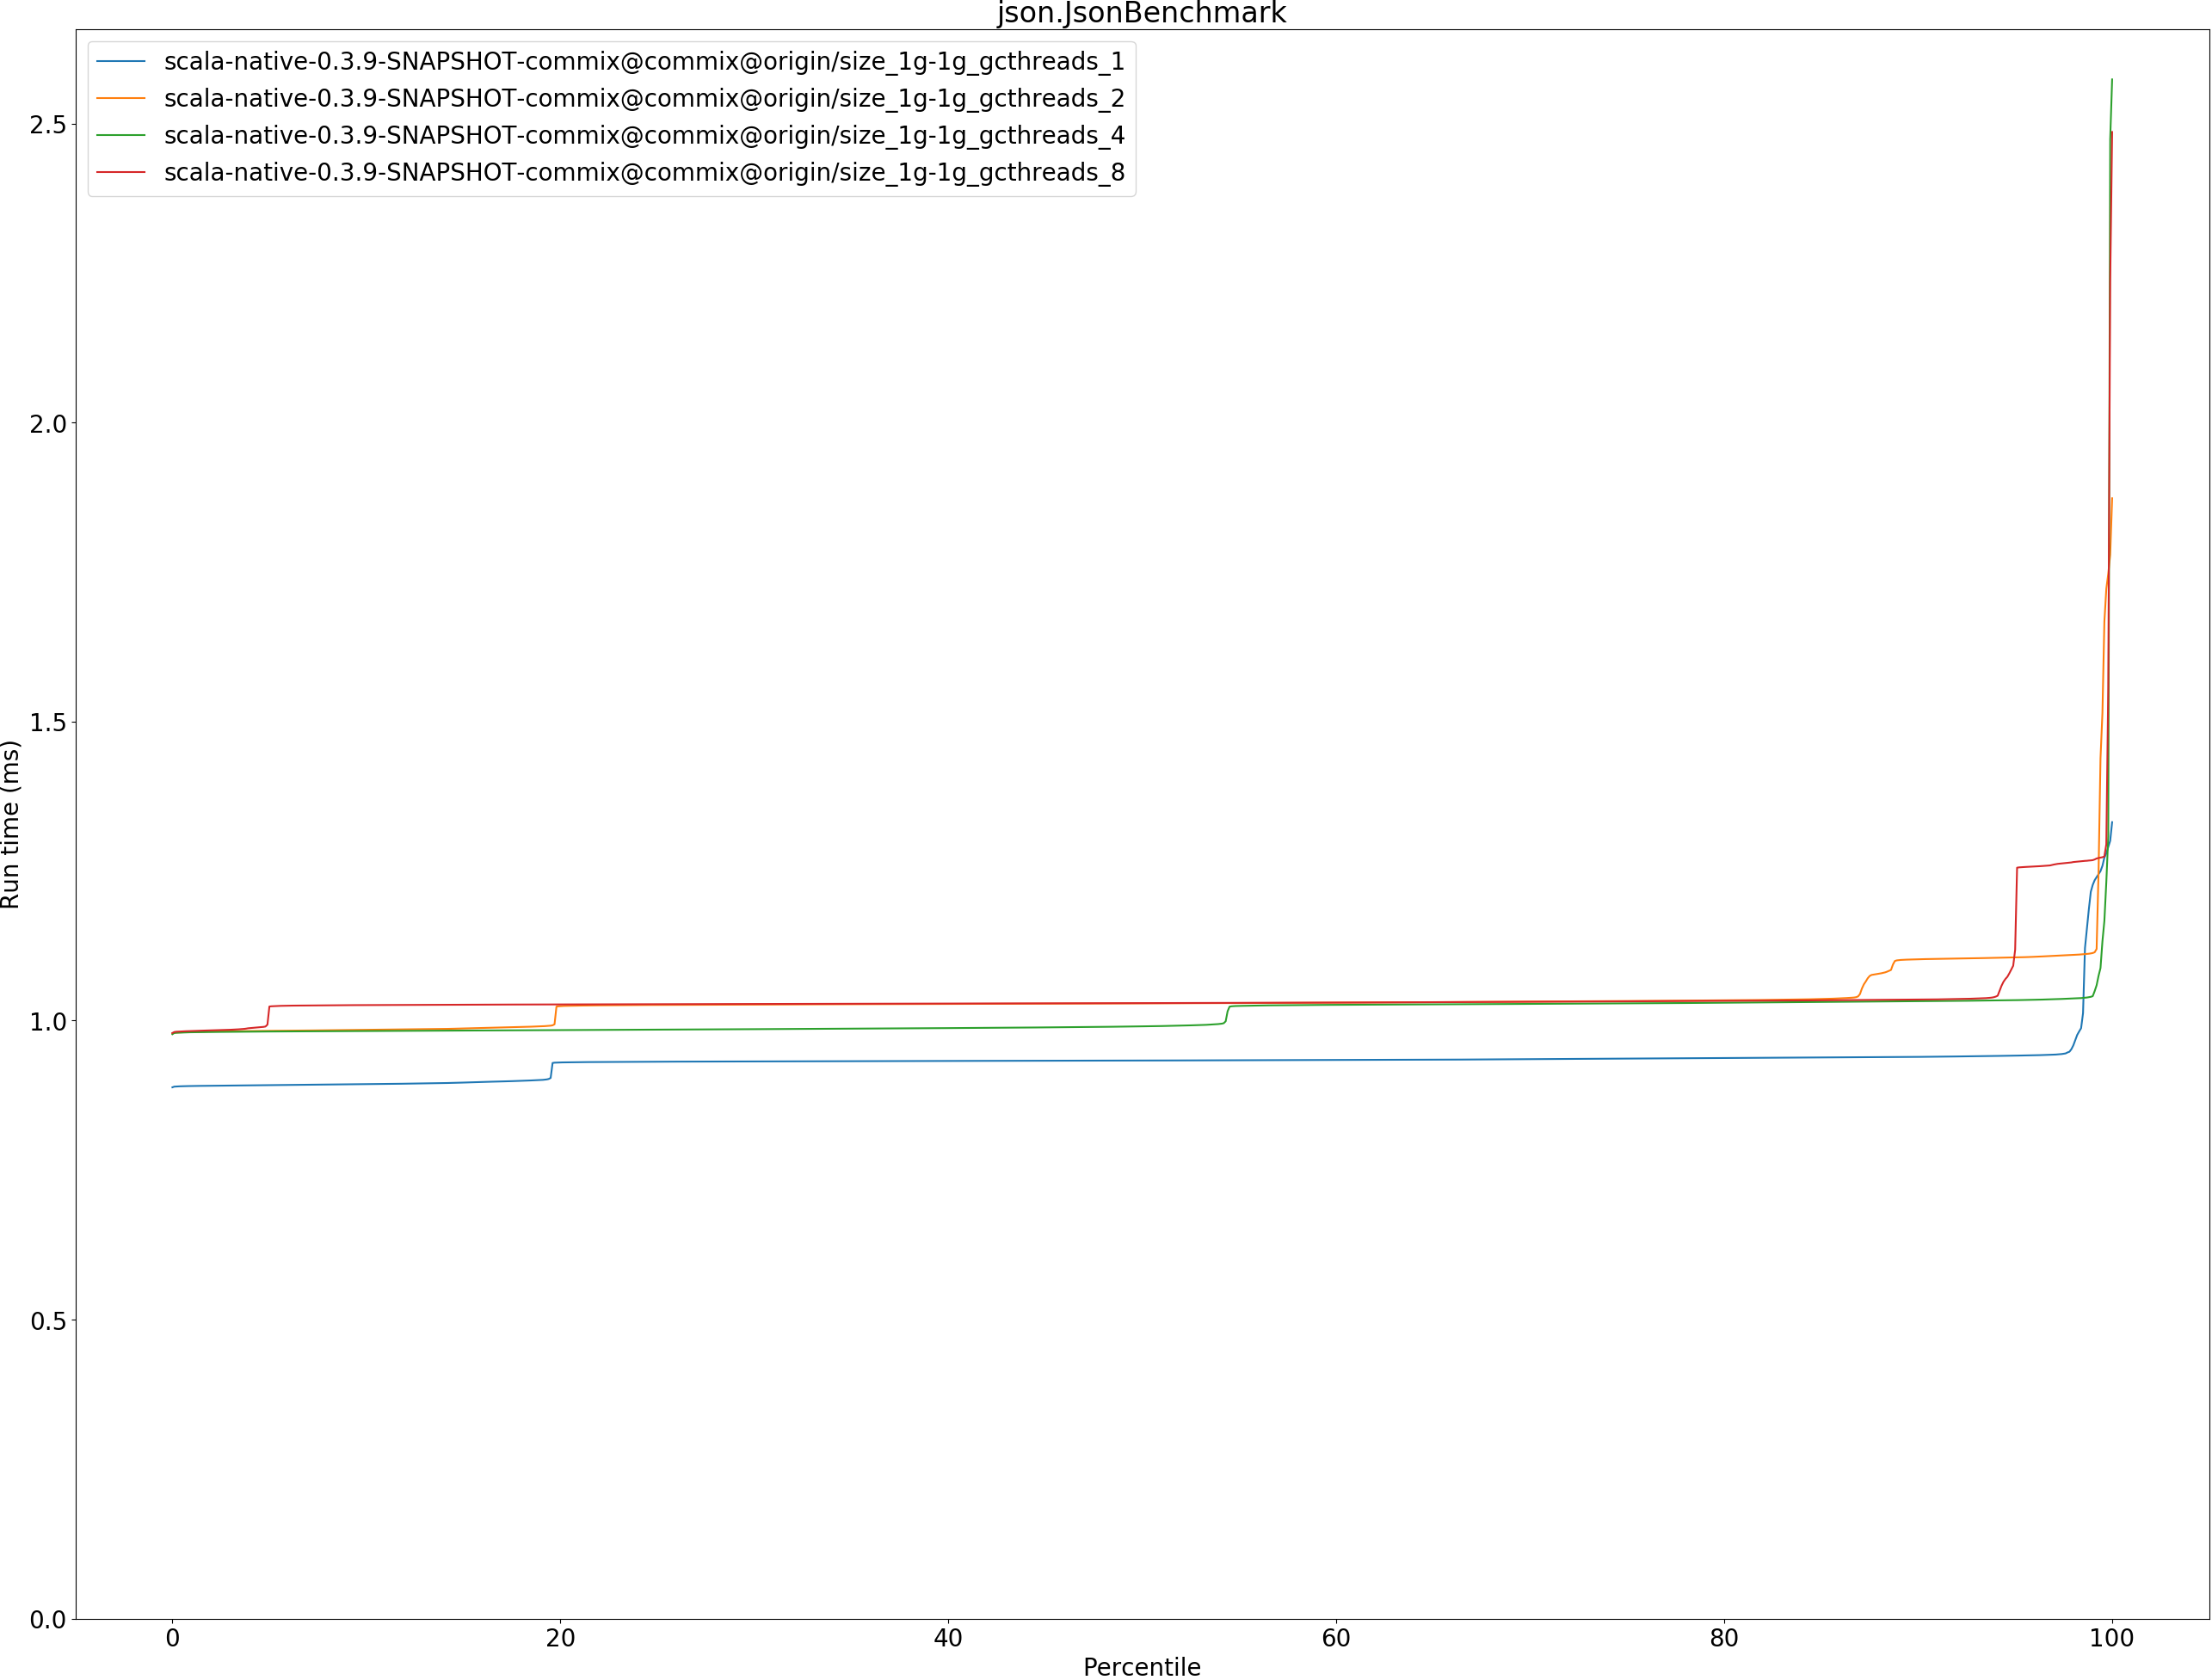 json.JsonBenchmark
scala-native-0.3.9-SNAPSHOT-commix@commix@origin/size_1g-1g_gcthreads_1
scala-native-0.3.9-SNAPSHOT-commix@commix@origin/size_1g-1g_gcthreads_2
scala-native-0.3.9-SNAPSHOT-commix@commix@origin/size_1g-1g_gcthreads_4
scala-native-0.3.9-SNAPSHOT-commix@commix@origin/size_1g-1g_gcthreads_8
2.5
2.0
1.5
1.0
0.5
0.0
Run time (ms)
0 20 40 60 80 100
Percentile